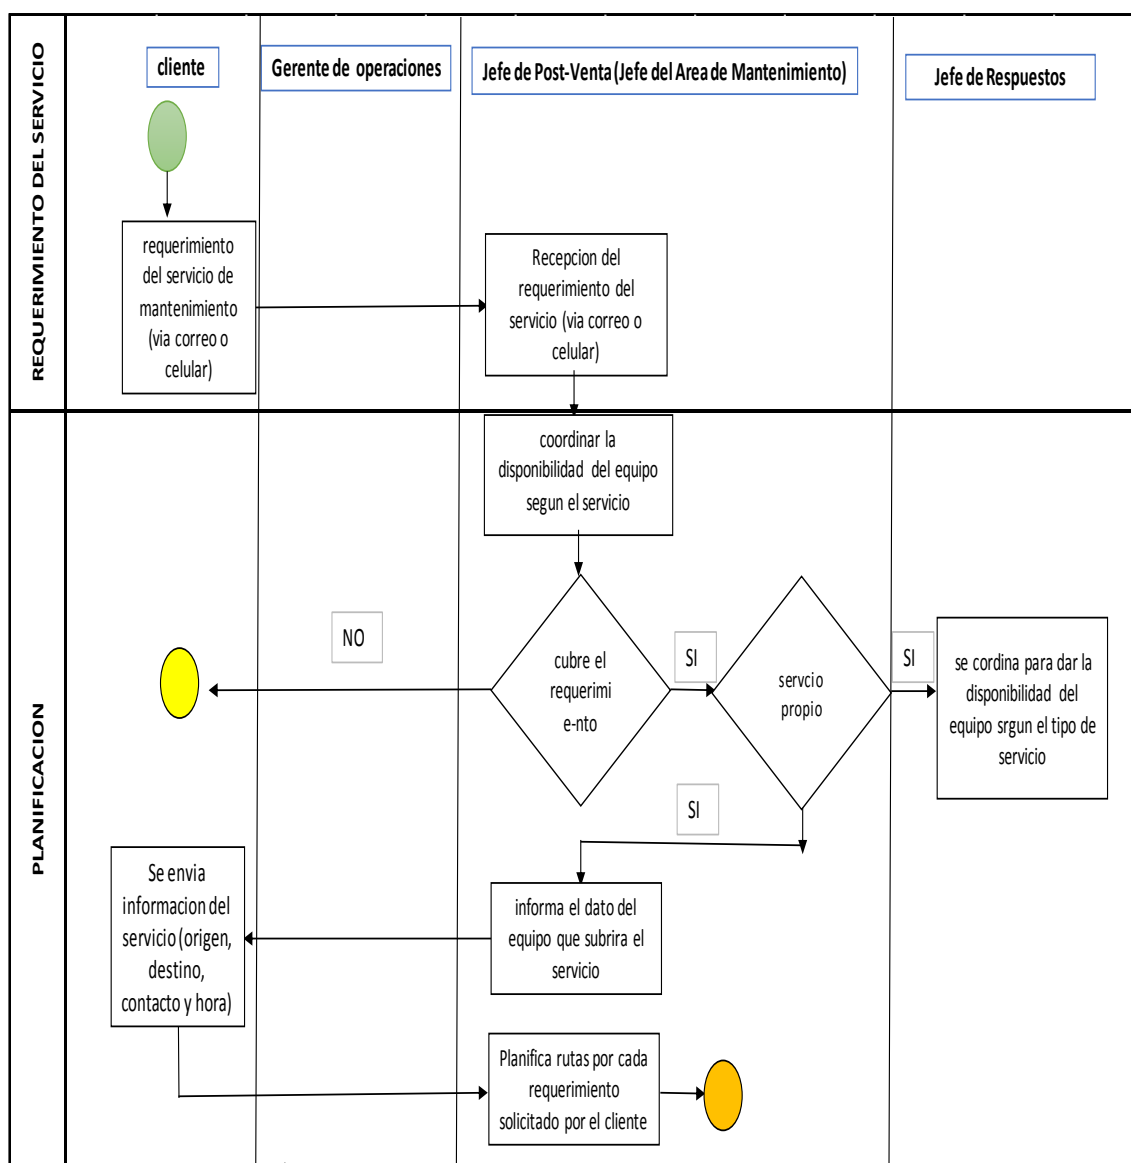 REQUERIMIENTO DEL SERVICIO
cliente
Gerente de operaciones
Jefe de Post-Venta (Jefe del Area de Mantenimiento)
Jefe de Respuestos
requerimiento
del servicio de
mantenimiento
(via correo o
celular)
Recepcion del
requerimiento del
servicio (via correo o
celular)
PLANIFICACION
coordinar la
disponibilidad del equipo
segun el servicio
NO
cubre el
requerimi
e-nto
SI
servcio
propio
SI
se cordina para dar la
disponibilidad del
equipo srgun el tipo de
servicio
SI
Se envia
informacion del
servicio (origen,
destino,
contacto y hora)
informa el dato del
equipo que subrira el
servicio
Planifica rutas por cada
requerimiento
solicitado por el cliente